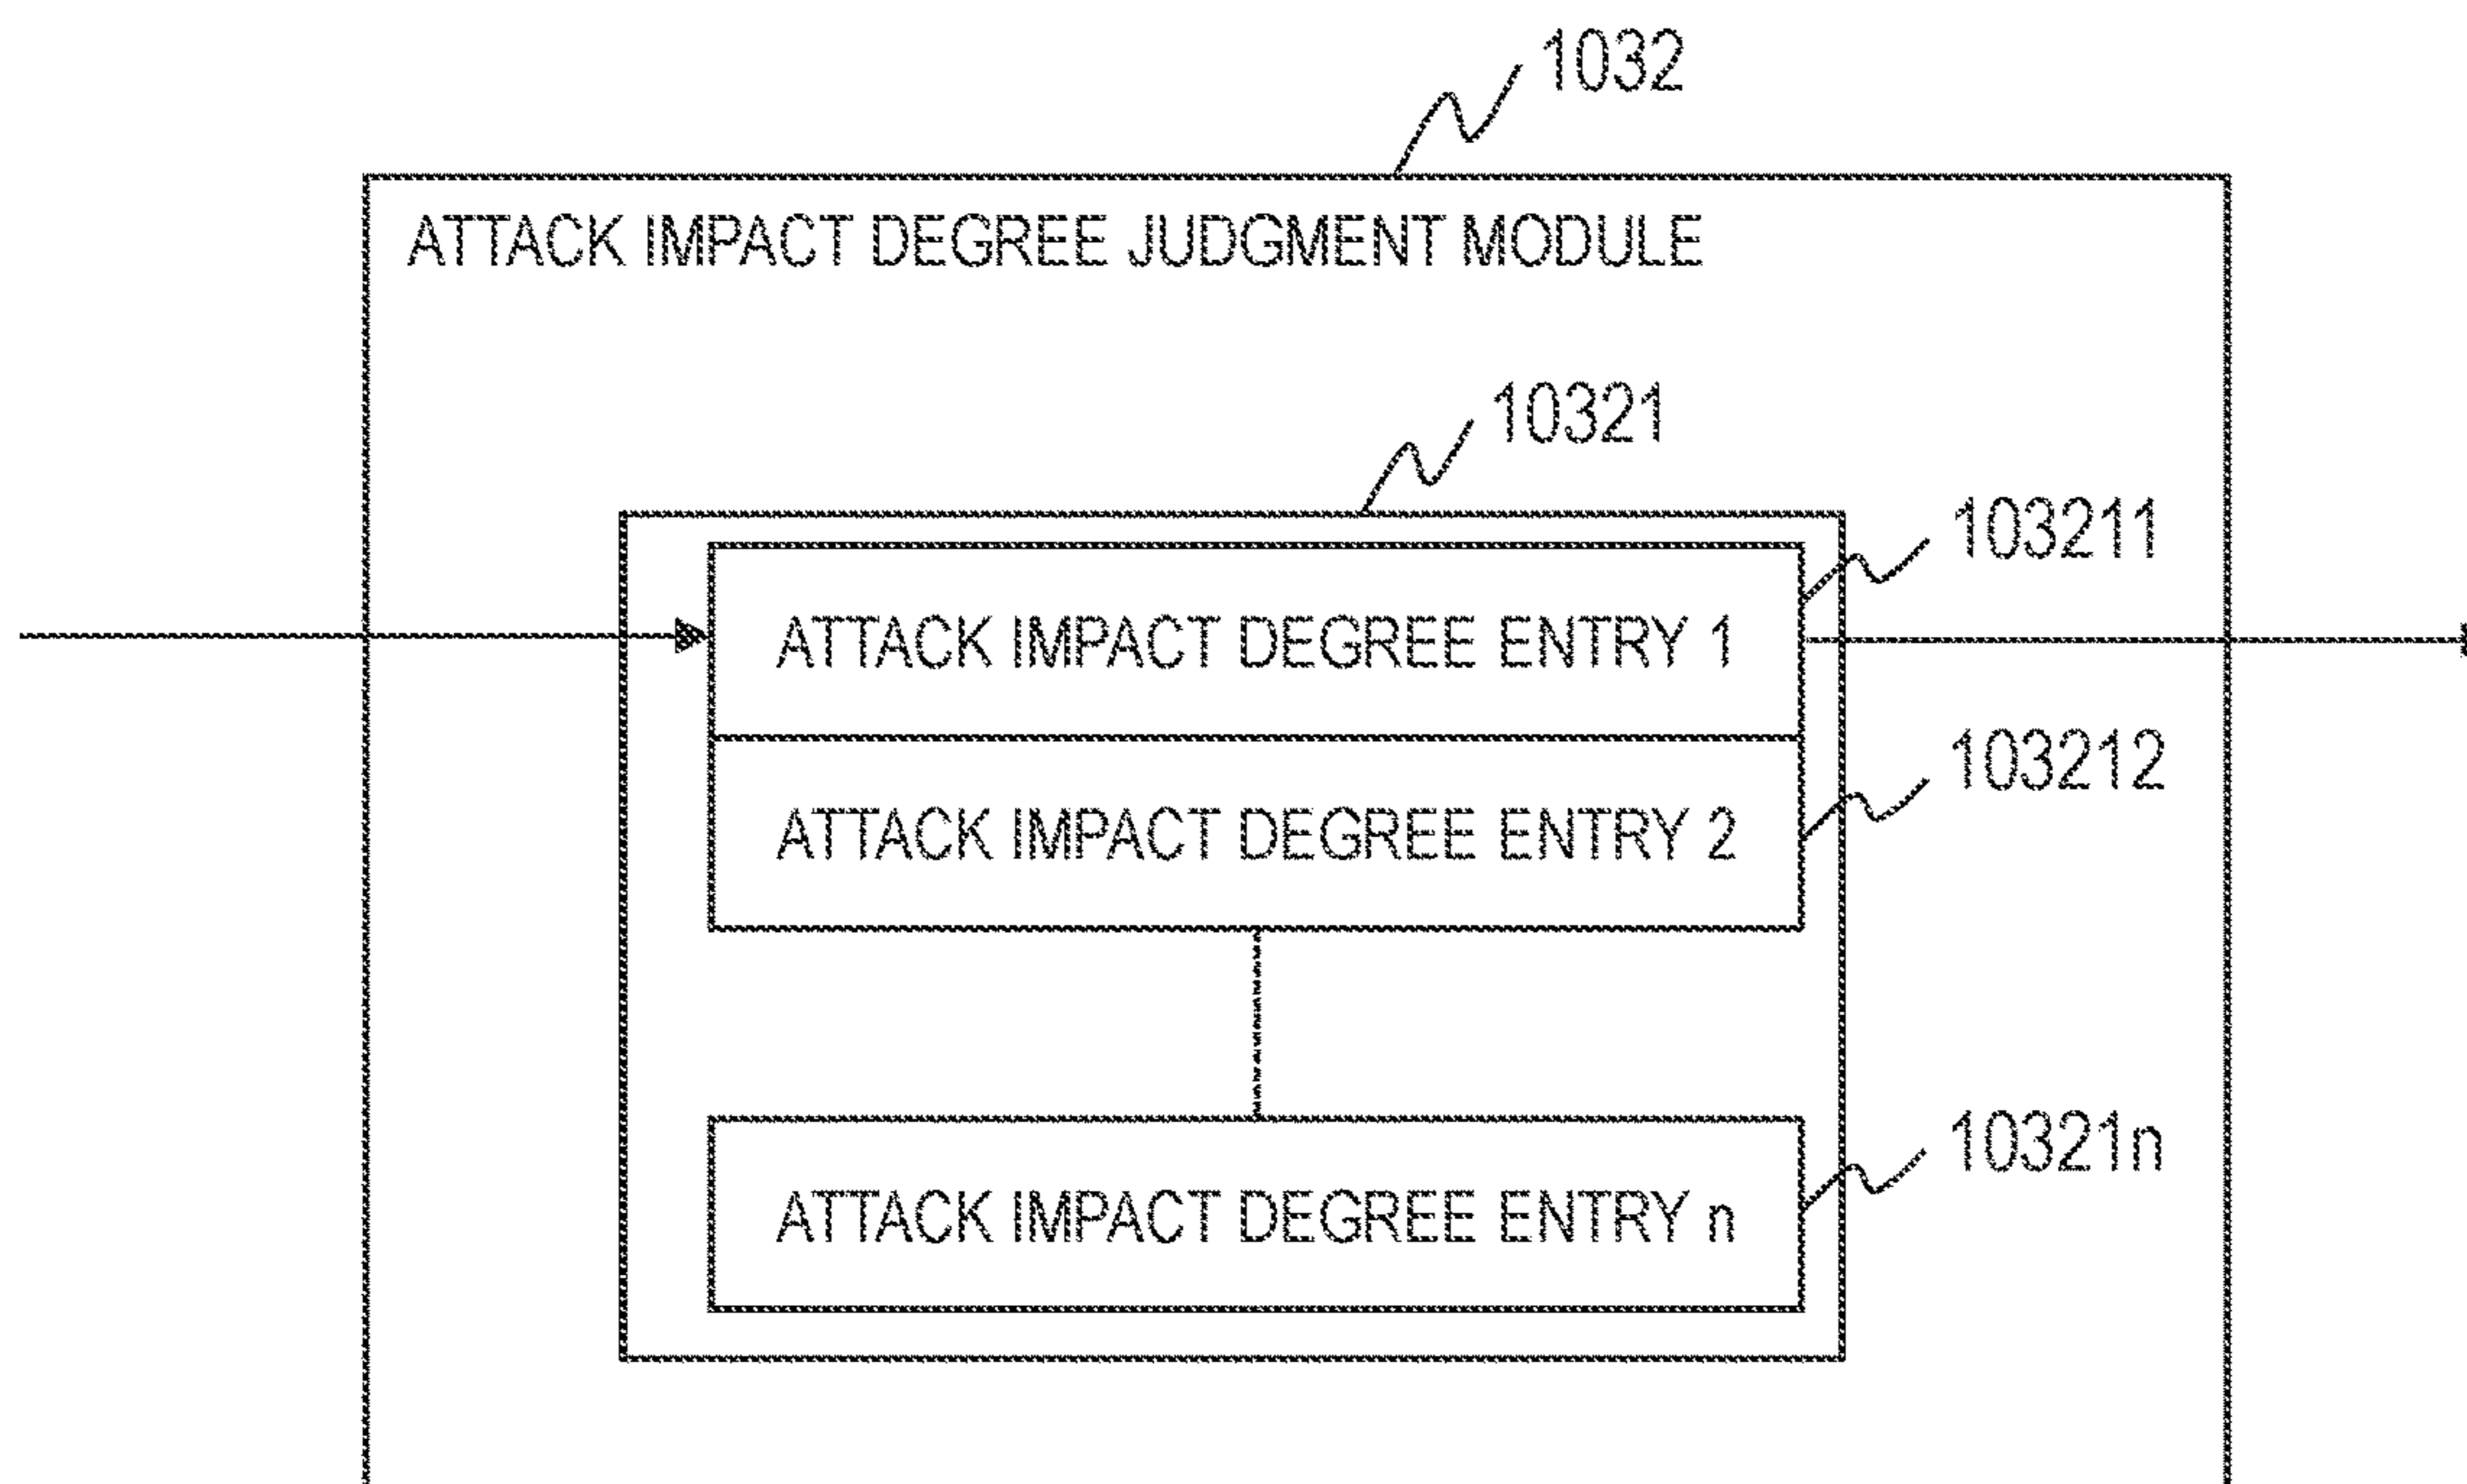 1032
ATTACK IMPACT DEGREE JUDGMENT MODULE
10321
103211
ATTACK IMPACT DEGREE ENTRY 1
103212
ATTACK IMPACT DEGREE ENTRY 2
10321n
ATTACK IMPACT DEGREE ENTRY n